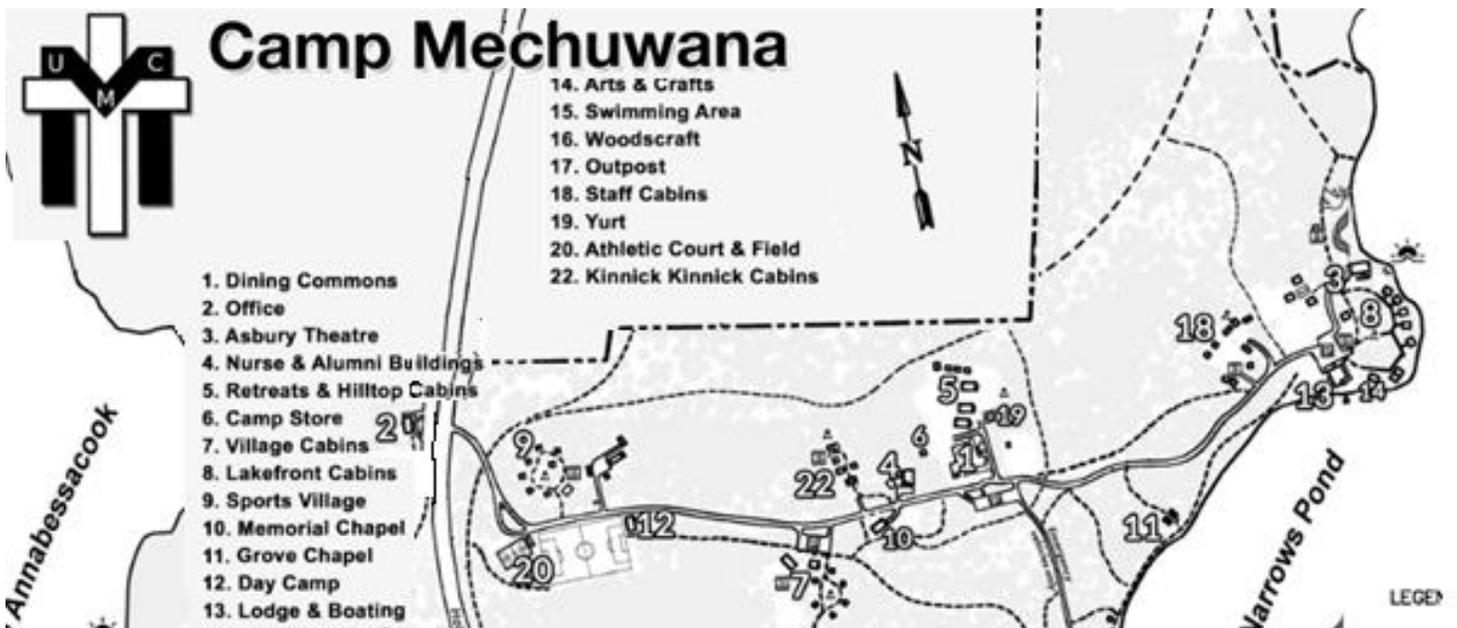 U C
M
Camp Mechuwana
14. Arts & Crafts
15. Swimming Area
16. Woodscraft
17. Outpost
18. Staff Cabins
19. Yurt
20. Athletic Court & Field
22. Kinnick Kinnick Cabins
N
1. Dining Commons
2. Office
3. Asbury Theatre
4. Nurse & Alumni Buildings
5. Retreats & Hilltop Cabins
6. Camp Store
7. Village Cabins
8. Lakefront Cabins
9. Sports Village
10. Memorial Chapel
11. Grove Chapel
12. Day Camp
13. Lodge & Boating
Annabessacook
3
8
18
13
14
5
19
2
9
6
1
4
22
10
11
12
20
7
Narrows Pond